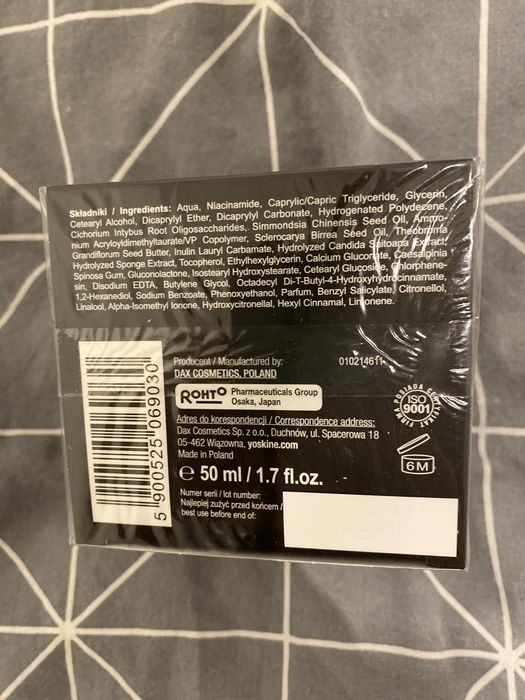 Składniki / Ingredients: Aqua, Niacinamide, Caprylic/Capric Triglyceride, Glycerin,
Cetearyl Alcohol, Dicaprylyl Ether, Dicaprylyl Carbonate, Hydrogenated Polydecene,
Cichorium Intybus Root Oligosaccharides, Simmondsia Chinensis Seed Oil, Ammo-
nium Acryloyldimethyltaurate/VP Copolymer, Sclerocarya Birrea Seed Oil, Theobroma
Grandiflorum Seed Butter, Inulin Lauryl Carbamate, Hydrolyzed Candida Saitoana Extract,
Hydrolyzed Sponge Extract, Tocopherol, Ethylhexylglycerin, Calcium Gluconate, Caesalpinia
Spinosa Gum, Gluconolactone, Isostearyl Hydroxystearate, Cetearyl Glucoside, Chlorphene-
sin, Disodium EDTA, Butylene Glycol, Octadecyl Di-T-Butyl-4-Hydroxyhydrocinnamate,
1,2-Hexanediol, Sodium Benzoate, Phenoxyethanol, Parfum, Benzyl Salicylate, Citronellol,
Linalool, Alpha-Isomethyl Ionone, Hydroxycitronellal, Hexyl Cinnamal, Limonene.
Producent / Manufactured by:
010214611
DAX COSMETICS, POLAND
ROHTO Pharmaceuticals Group
Osaka, Japan
FIRMA POSIADA CERTYFIKAT
ISO
9001
Adres do korespondencji / Correspondence address:
Dax Cosmetics Sp. z o.o., Duchnów, ul. Spacerowa 18
05-462 Wiązowna, yoskine.com
Made in Poland
6M
e 50 ml / 1.7 fl.oz.
Numer serii / lot number:
Najlepiej zużyć przed końcem /
best use before end of:
5 900525 069030